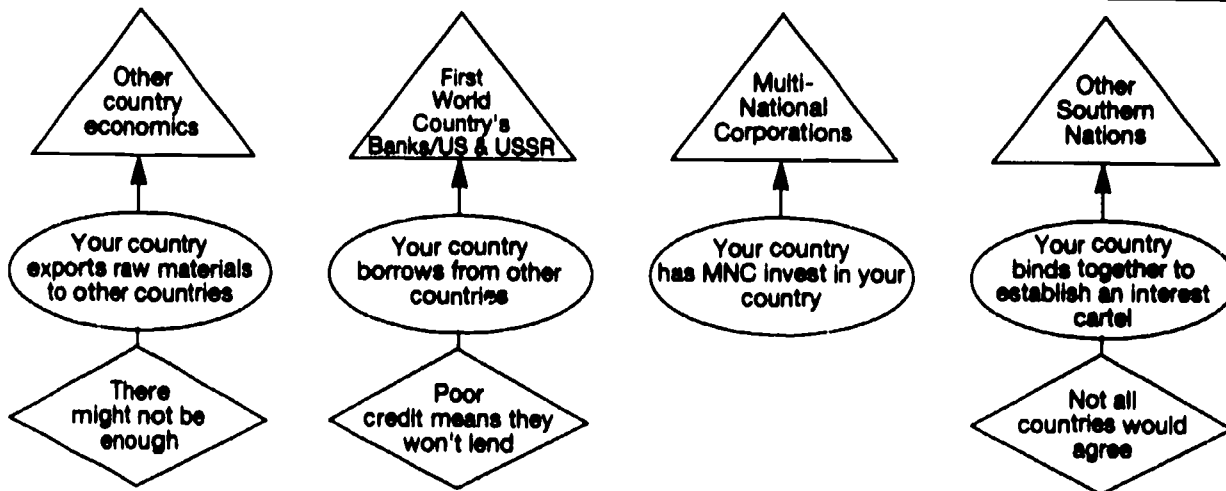 Other
country
economics
First
World
Country's
Banks/US & USSR
Multi-
National
Corporations
Other
Southern
Nations
Your country
exports raw materials
to other countries
Your country
borrows from other
countries
Your country
has MNC invest in your
country
Your country
binds together to
establish an interest
cartel
There
might not be
enough
Poor
credit means they
won't lend
Not all
countries would
agree